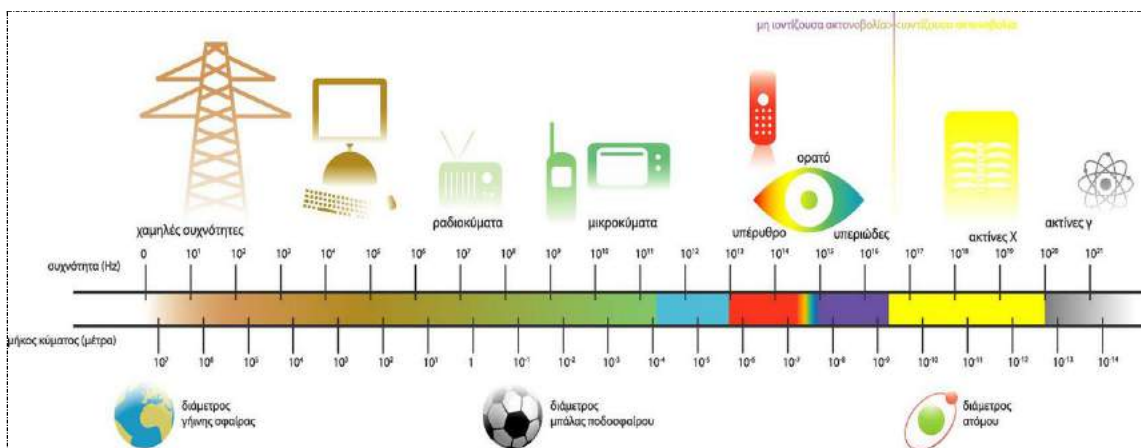 μη ιοντίζουσα ακτινοβολία><ιοντίζουσα ακτινοβολία
ορατό
χαμηλές συχνότητες
ραδιοκύματα
μικροκύματα
υπέρυθρο
υπεριώδες
ακτίνες Χ
ακτίνες γ
συχνότητα (Hz)
0 10¹ 10² 10³ 10⁴ 10⁵ 10⁶ 10⁷ 10⁸ 10⁹ 10¹⁰ 10¹¹ 10¹² 10¹³ 10¹⁴ 10¹⁵ 10¹⁶ 10¹⁷ 10¹⁸ 10¹⁹ 10²⁰ 10²¹
μήκος κύματος (μέτρα)
10⁷ 10⁶ 10⁵ 10⁴ 10³ 10² 10¹ 1 10⁻¹ 10⁻² 10⁻³ 10⁻⁴ 10⁻⁵ 10⁻⁶ 10⁻⁷ 10⁻⁸ 10⁻⁹ 10⁻¹⁰ 10⁻¹¹ 10⁻¹² 10⁻¹³ 10⁻¹⁴
διάμετρος
γήινης σφαίρας
διάμετρος
μπάλας ποδοσφαίρου
διάμετρος
ατόμου